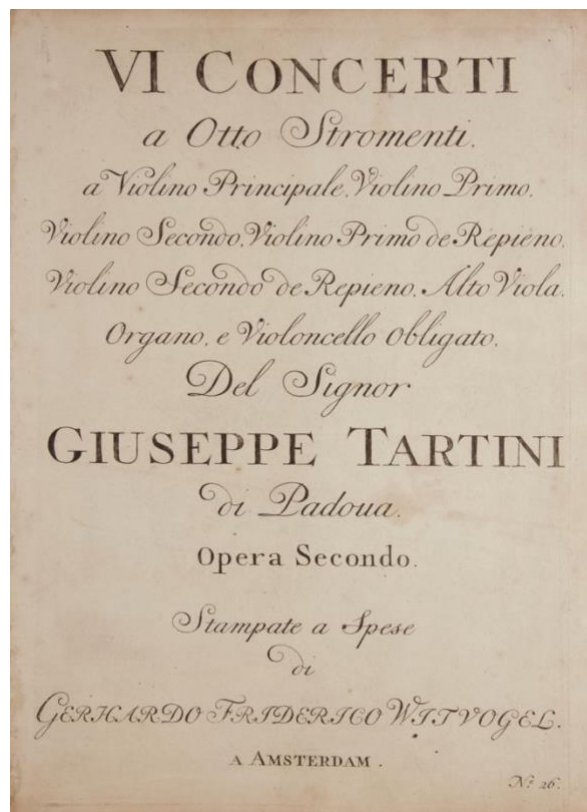 VI CONCERTI
a Otto Stromenti.
a Violino Principale, Violino Primo,
Violino Secondo, Violino Primo de Repieno,
Violino Secondo de Repieno, Alto Viola,
Organo, e Violoncello obligato.
Del Signor
GIUSEPPE TARTINI
di Padoua.
Opera Secondo.
Stampate a Spese
di
GERHARDO FRIDERICO WITVOGEL.
A AMSTERDAM.
No. 26.